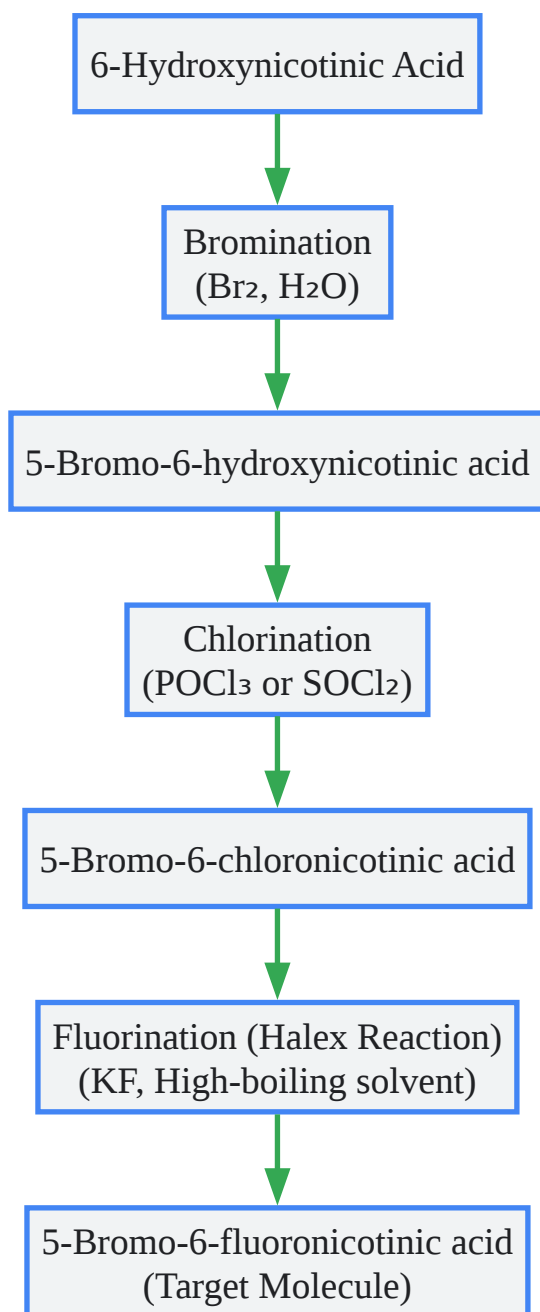 6-Hydroxynicotinic Acid
Bromination
(Br₂, H₂O)
5-Bromo-6-hydroxynicotinic acid
Chlorination
(POCl₃ or SOCl₂)
5-Bromo-6-chloronicotinic acid
Fluorination (Halex Reaction)
(KF, High-boiling solvent)
5-Bromo-6-fluoronicotinic acid
(Target Molecule)